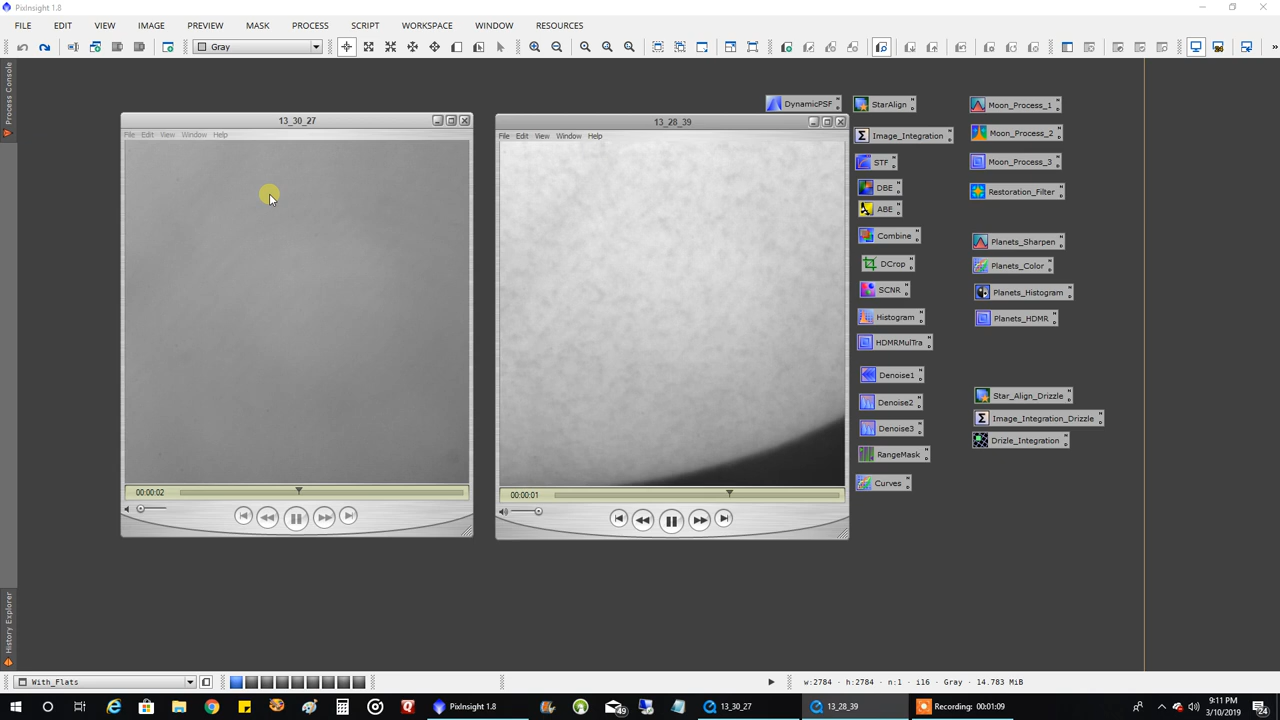 PixInsight 1.8
FILE EDIT VIEW IMAGE PREVIEW MASK PROCESS SCRIPT WORKSPACE WINDOW RESOURCES
Gray
Process Console
History Explorer
13_30_27
File Edit View Window Help
00:00:02
13_28_39
File Edit View Window Help
00:00:01
DynamicPSF
StarAlign
Image_Integration
STF
DBE
ABE
Combine
DCrop
SCNR
Histogram
HDMRMulTra
Denoise1
Denoise2
Denoise3
RangeMask
Curves
Moon_Process_1
Moon_Process_2
Moon_Process_3
Restoration_Filter
Planets_Sharpen
Planets_Color
Planets_Histogram
Planets_HDMR
Star_Align_Drizzle
Image_Integration_Drizzle
Drizle_Integration
With_Flats
w:2784 · h:2784 · n:1 · i16 · Gray · 14.783 MiB
PixInsight 1.8
49
13_30_27
13_28_39
Recording: 00:01:09
9:11 PM
3/10/2019
24